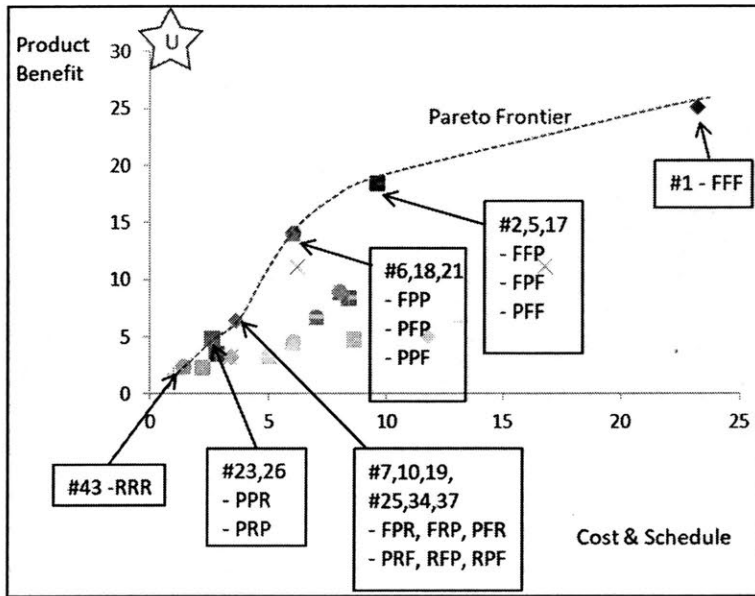 Product
Benefit
U
30
25
20
15
10
5
0
Pareto Frontier
#1 - FFF
#2,5,17
- FFP
- FPF
- PFF
#6,18,21
- FPP
- PFP
- PPF
0
5
10
15
20
25
#43 -RRR
#23,26
- PPR
- PRP
#7,10,19,
#25,34,37
- FPR, FRP, PFR
- PRF, RFP, RPF
Cost & Schedule